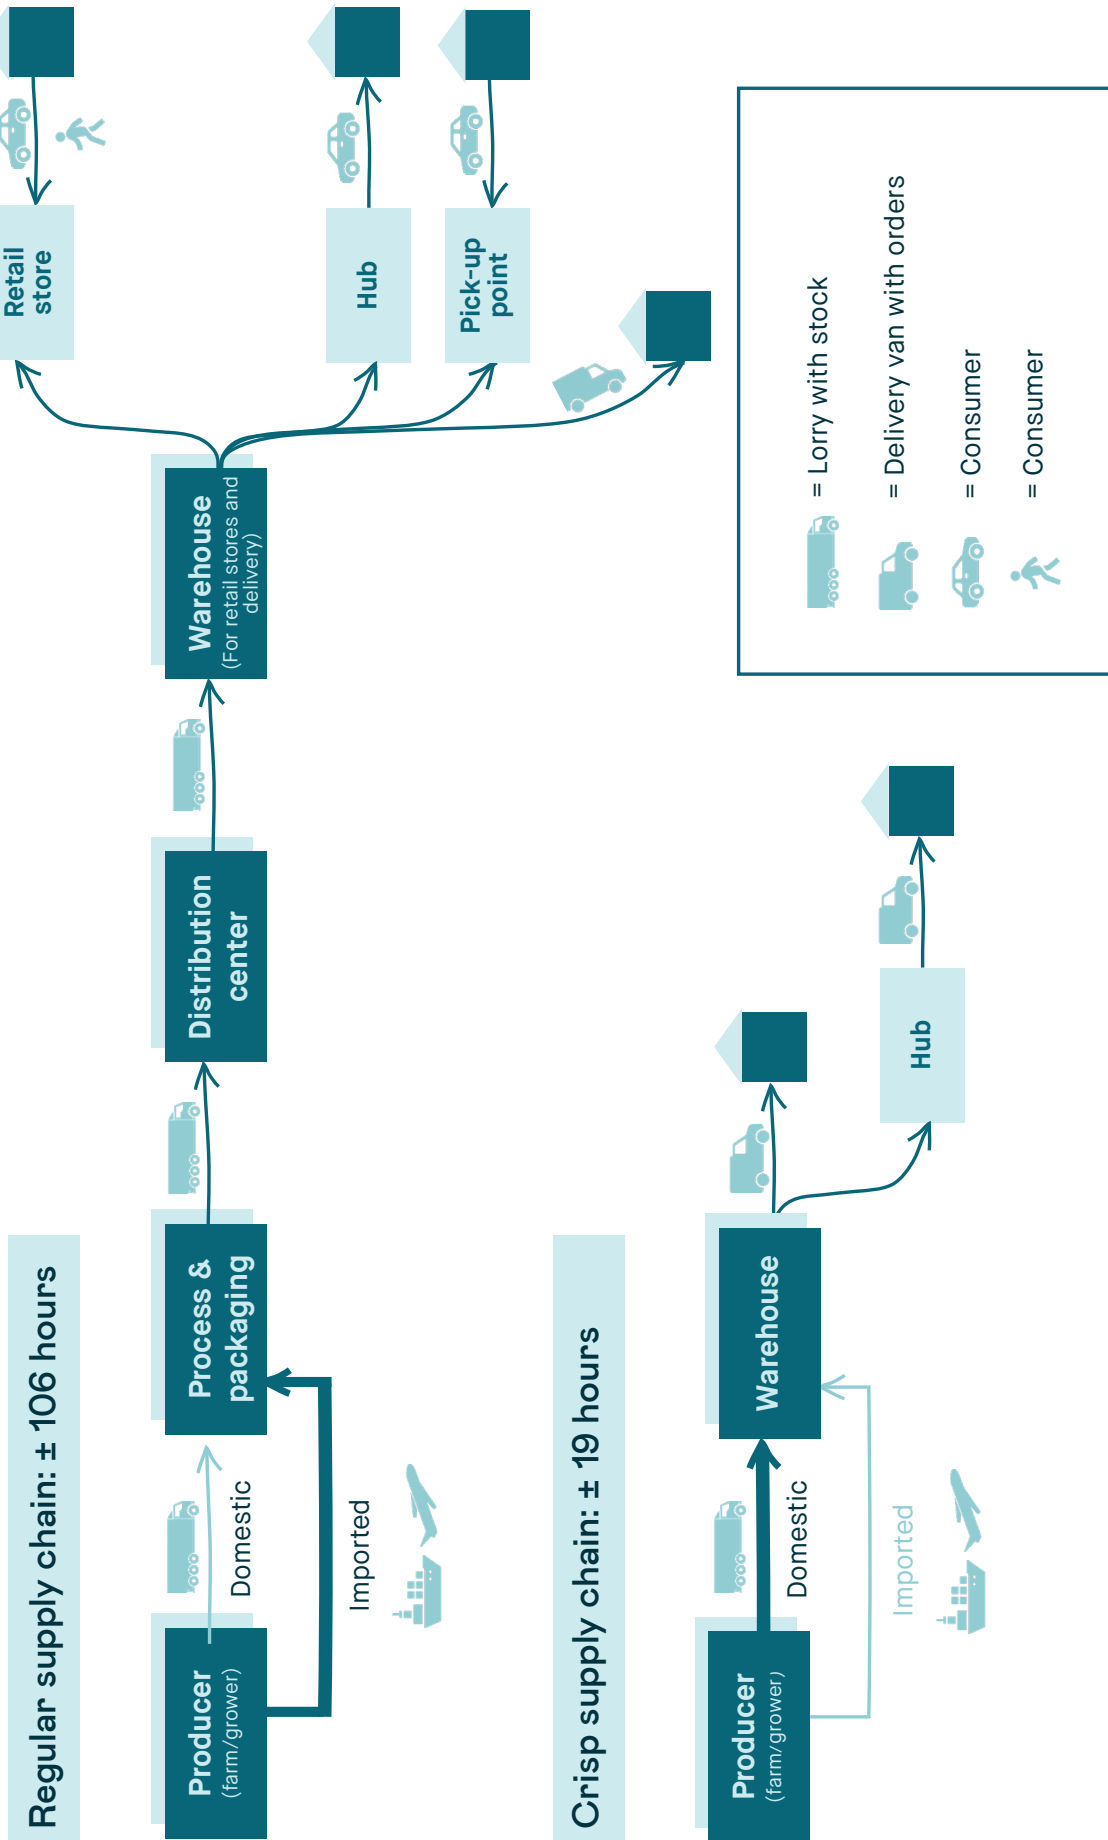 Regular supply chain: ± 106 hours
Producer
(farm/grower)
Domestic
Imported
Process &
packaging
Distribution
center
Warehouse
(For retail stores and
delivery)
Retail
store
Hub
Pick-up
point
Crisp supply chain: ± 19 hours
Producer
(farm/grower)
Domestic
Imported
Warehouse
Hub
= Lorry with stock
= Delivery van with orders
= Consumer
= Consumer